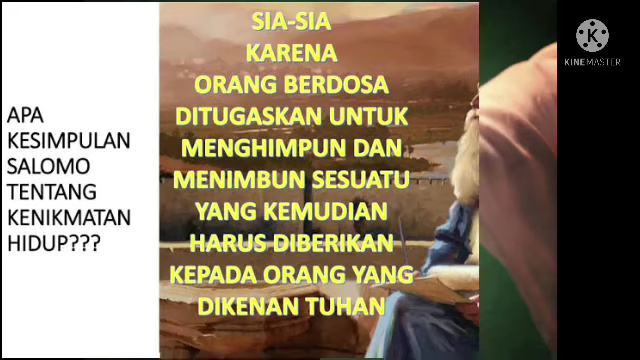 APA
KESIMPULAN
SALOMO
TENTANG
KENIKMATAN
HIDUP???
SIA-SIA
KARENA
ORANG BERDOSA
DITUGASKAN UNTUK
MENGHIMPUN DAN
MENIMBUN SESUATU
YANG KEMUDIAN
HARUS DIBERIKAN
KEPADA ORANG YANG
DIKENAN TUHAN
KINEMASTER